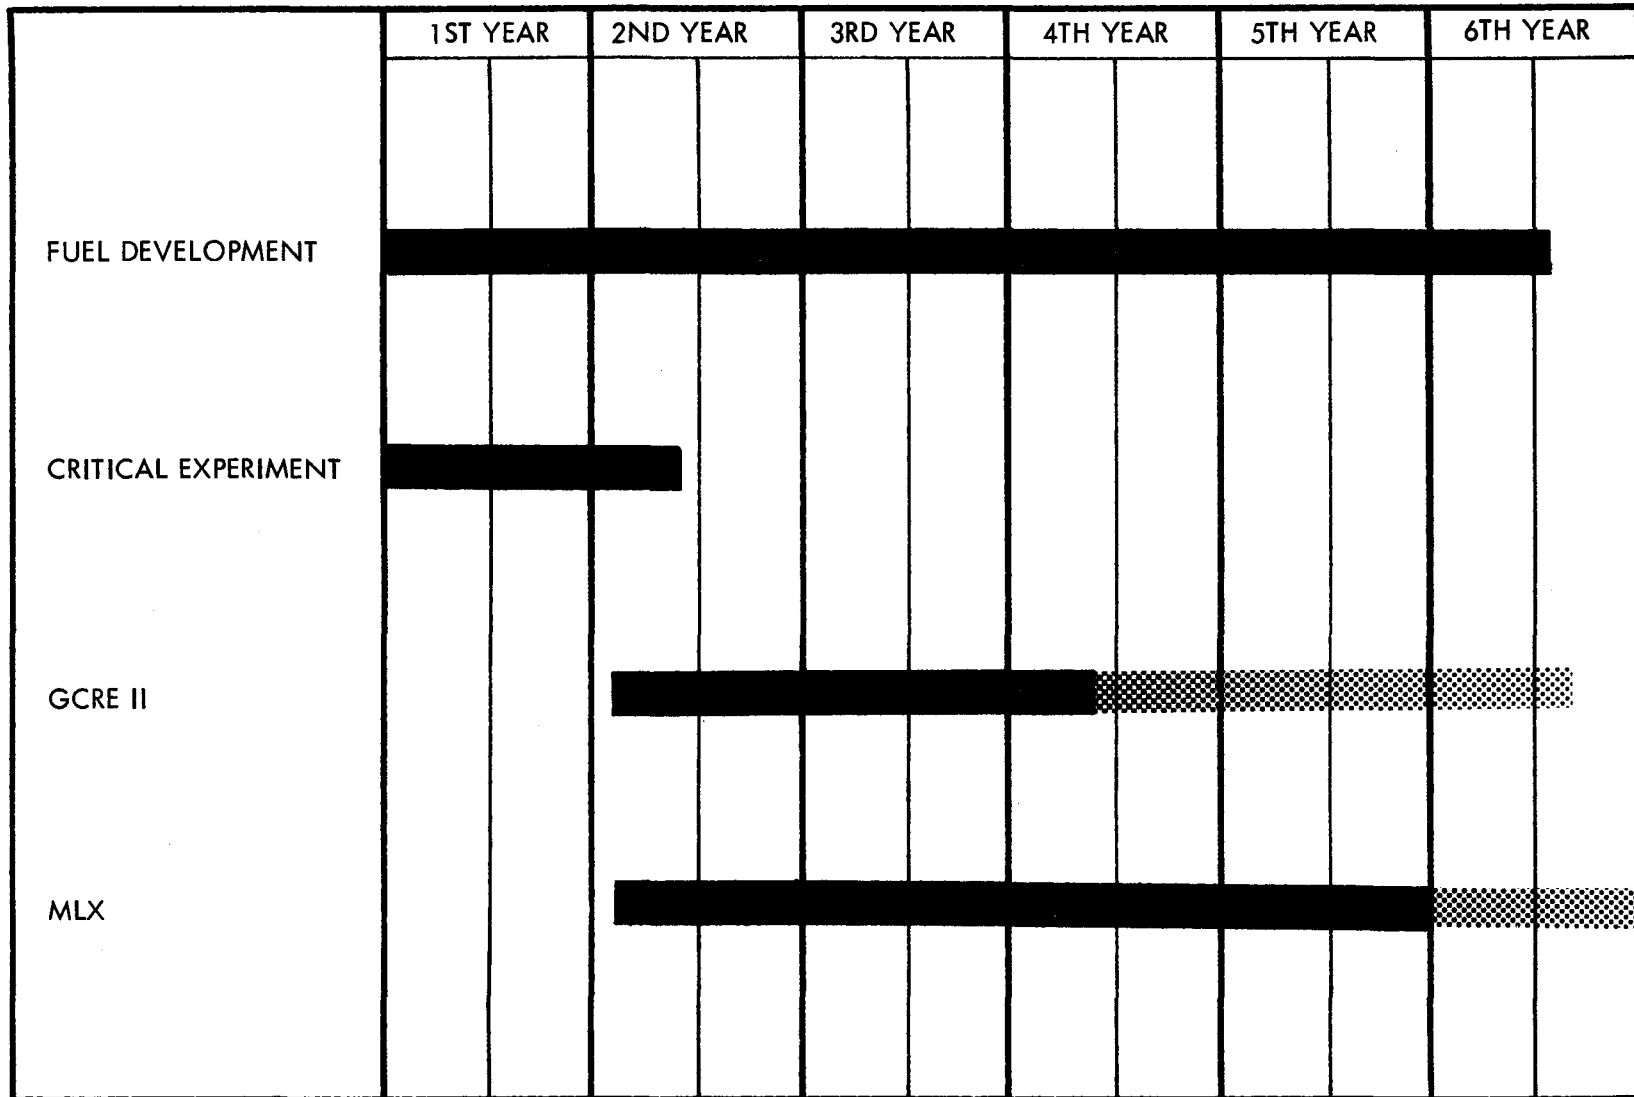 1ST YEAR 2ND YEAR 3RD YEAR 4TH YEAR 5TH YEAR 6TH YEAR
FUEL DEVELOPMENT
CRITICAL EXPERIMENT
GCRE II
MLX